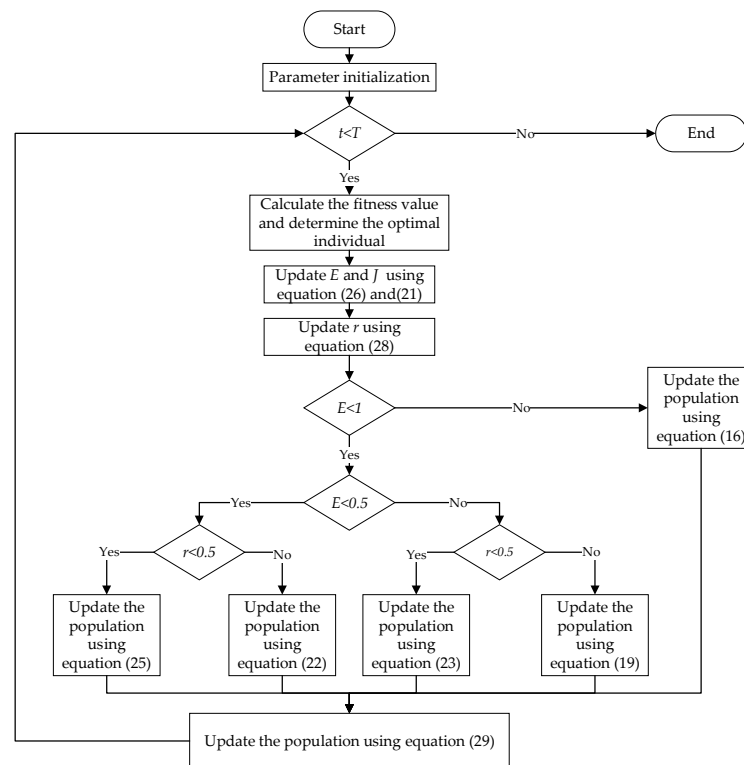 Start
Parameter initialization
t<T
No
End
Yes
Calculate the fitness value
and determine the optimal
individual
Update E and J using
equation (26) and(21)
Update r using
equation (28)
E<1
No
Update the
population
using
equation (16)
Yes
Yes
E<0.5
No
Yes
r<0.5
No
Yes
r<0.5
No
Update the
population
using
equation (25)
Update the
population
using
equation (22)
Update the
population
using
equation (23)
Update the
population
using
equation (19)
Update the population using equation (29)